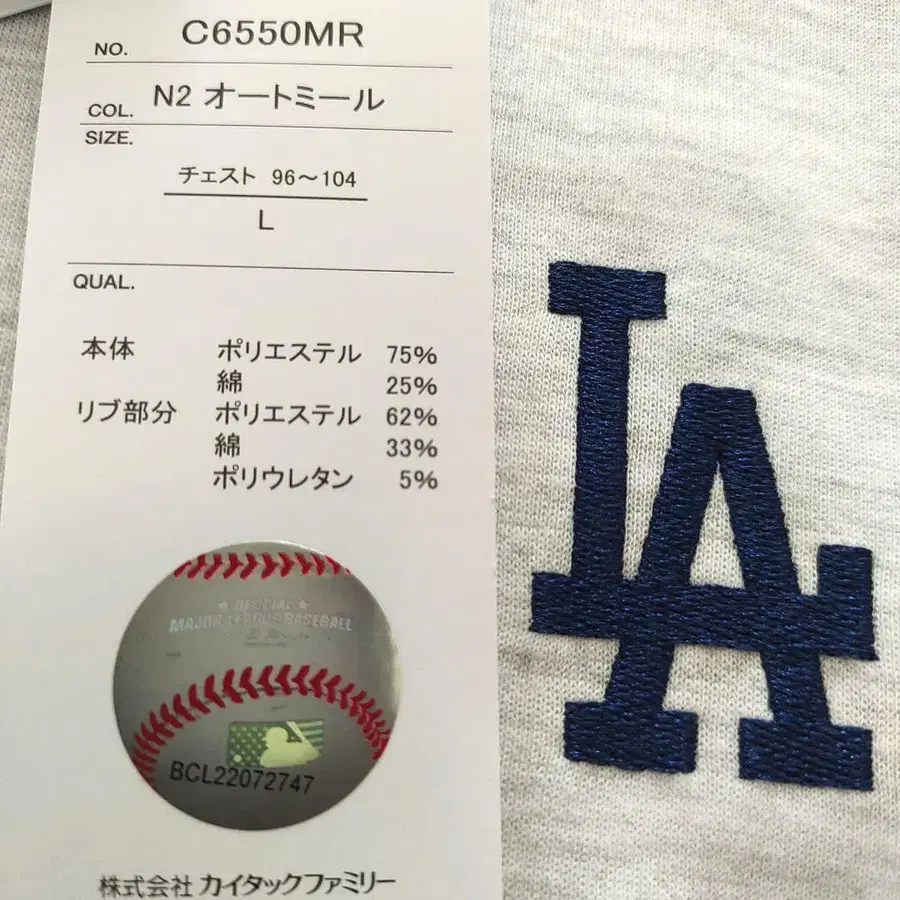 NO. C6550MR
COL. N2 オートミール
SIZE.
チェスト 96～104
L
QUAL.
本体 ポリエステル 75%
綿 25%
リブ部分 ポリエステル 62%
綿 33%
ポリウレタン 5%
OFFICIAL
MAJOR LEAGUE BASEBALL
BCL22072747
株式会社 カイタックファミリー
LA